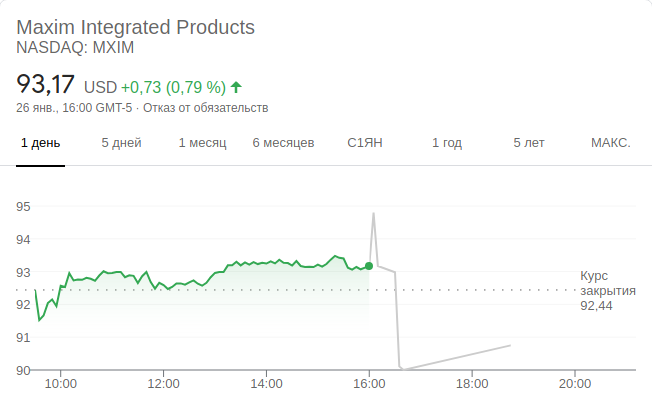 Maxim Integrated Products
NASDAQ: MXIM
93,17 USD +0,73 (0,79 %)
26 янв., 16:00 GMT-5 · Отказ от обязательств
1 день 5 дней 1 месяц 6 месяцев С1ЯН 1 год 5 лет МАКС.
95
94
93
92
91
90
Курс
закрытия
92,44
10:00 12:00 14:00 16:00 18:00 20:00